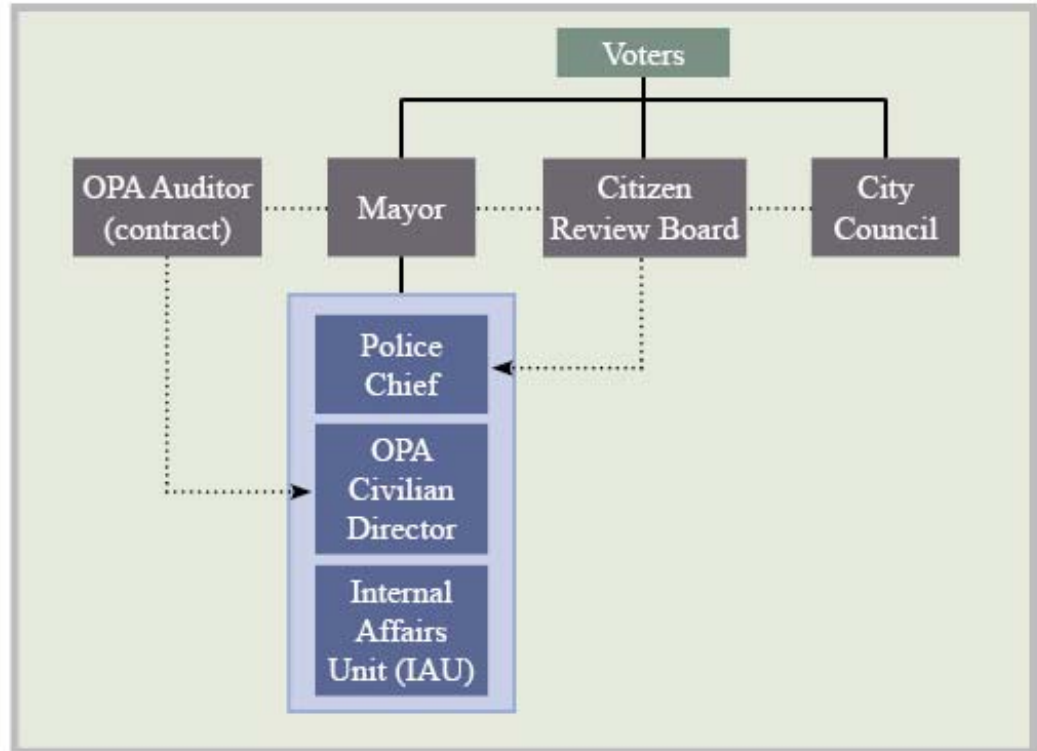 Voters
OPA Auditor
(contract)
Mayor
Citizen
Review Board
City
Council
Police
Chief
OPA
Civilian
Director
Internal
Affairs
Unit (IAU)